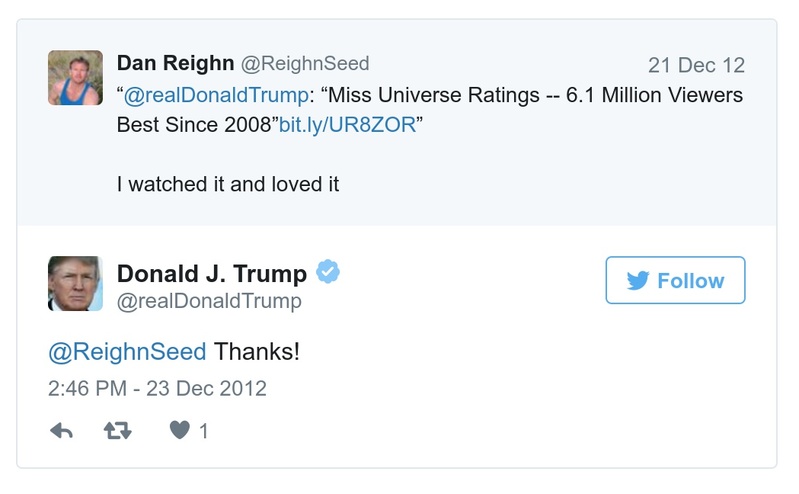 Dan Reighn @ReighnSeed 21 Dec 12
“@realDonaldTrump: “Miss Universe Ratings -- 6.1 Million Viewers
Best Since 2008”bit.ly/UR8ZOR”
I watched it and loved it
Donald J. Trump
Follow
@realDonaldTrump
@ReighnSeed Thanks!
2:46 PM - 23 Dec 2012
1